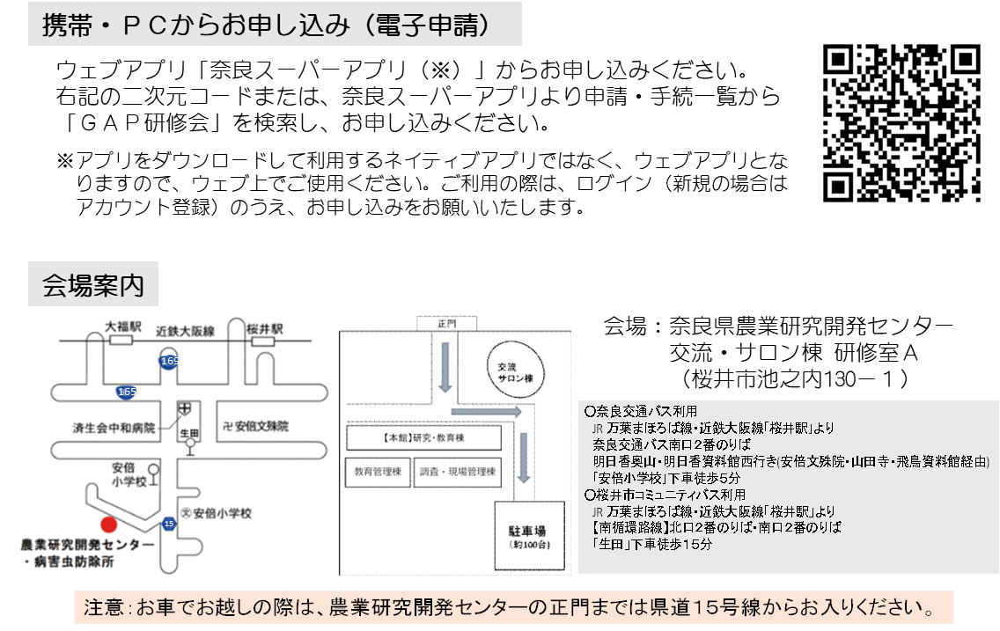 携帯・ＰＣからお申し込み（電子申請）
ウェブアプリ「奈良スーパーアプリ（※）」からお申し込みください。
右記の二次元コードまたは、奈良スーパーアプリより申請・手続一覧から
「ＧＡＰ研修会」を検索し、お申し込みください。
※アプリをダウンロードして利用するネイティブアプリではなく、ウェブアプリとな
りますので、ウェブ上でご使用ください。ご利用の際は、ログイン（新規の場合は
アカウント登録）のうえ、お申し込みをお願いいたします。
会場案内
大福駅
近鉄大阪線
桜井駅
169
165
済生会中和病院
生田
卍安倍文殊院
安倍
小学校
文安倍小学校
15
農業研究開発センター
・病害虫防除所
正門
交流
サロン棟
【本館】研究・教育棟
教育管理棟
調査・現場管理棟
駐車場
（約100台）
会場：奈良県農業研究開発センター
交流・サロン棟 研修室Ａ
（桜井市池之内130－１）
〇奈良交通バス利用
JR 万葉まほろば線・近鉄大阪線「桜井駅」より
奈良交通バス南口２番のりば
明日香奥山・明日香資料館西行き(安倍文殊院・山田寺・飛鳥資料館経由)
「安倍小学校」下車徒歩５分
〇桜井市コミュニティバス利用
JR 万葉まほろば線・近鉄大阪線「桜井駅」より
【南循環路線】北口２番のりば・南口２番のりば
「生田」下車徒歩１５分
注意：お車でお越しの際は、農業研究開発センターの正門までは県道１５号線からお入りください。